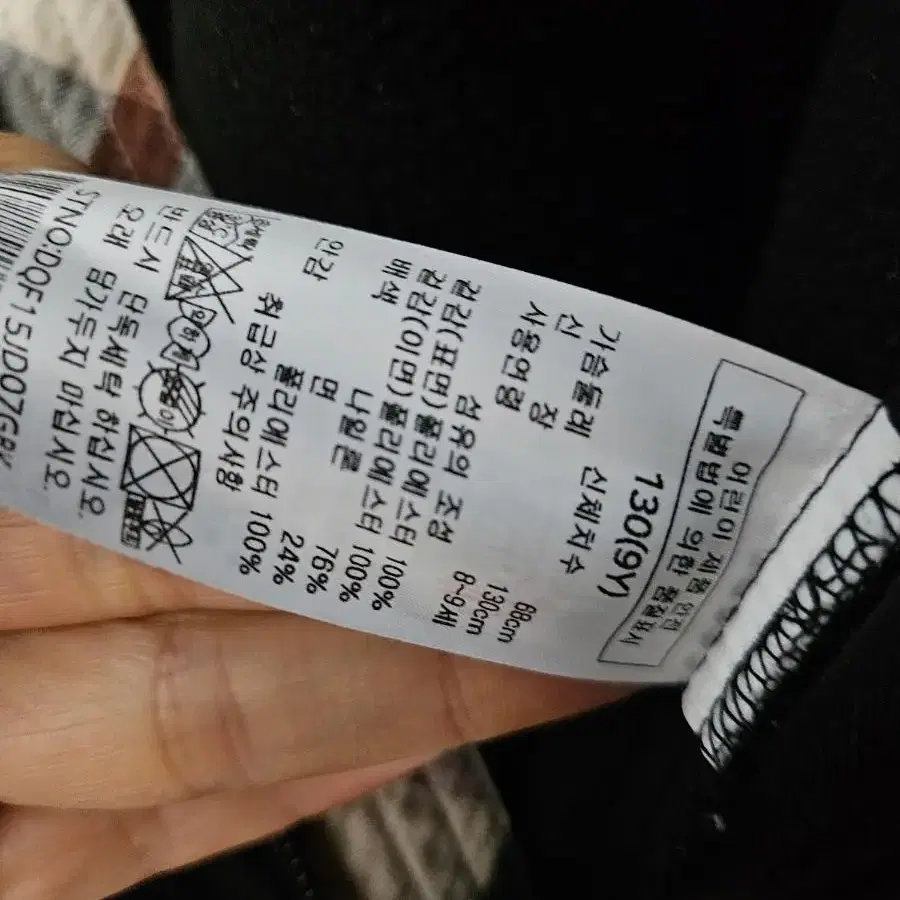 어린이 제품 안전
특별법에 의한 품질표시
130(9Y)
신체치수
가슴둘레 68cm
신 장 130cm
사용연령 8~9세
섬유의 조성
겉감(표면) 폴리에스터 100%
겉감(이면) 폴리에스터 100%
배색 나일론 76%
면 24%
안감 폴리에스터 100%
취급상 주의사항
반드시 단독세탁 하십시오.
오래 담가두지 마십시오.
STNO:DQF15JD07GBK